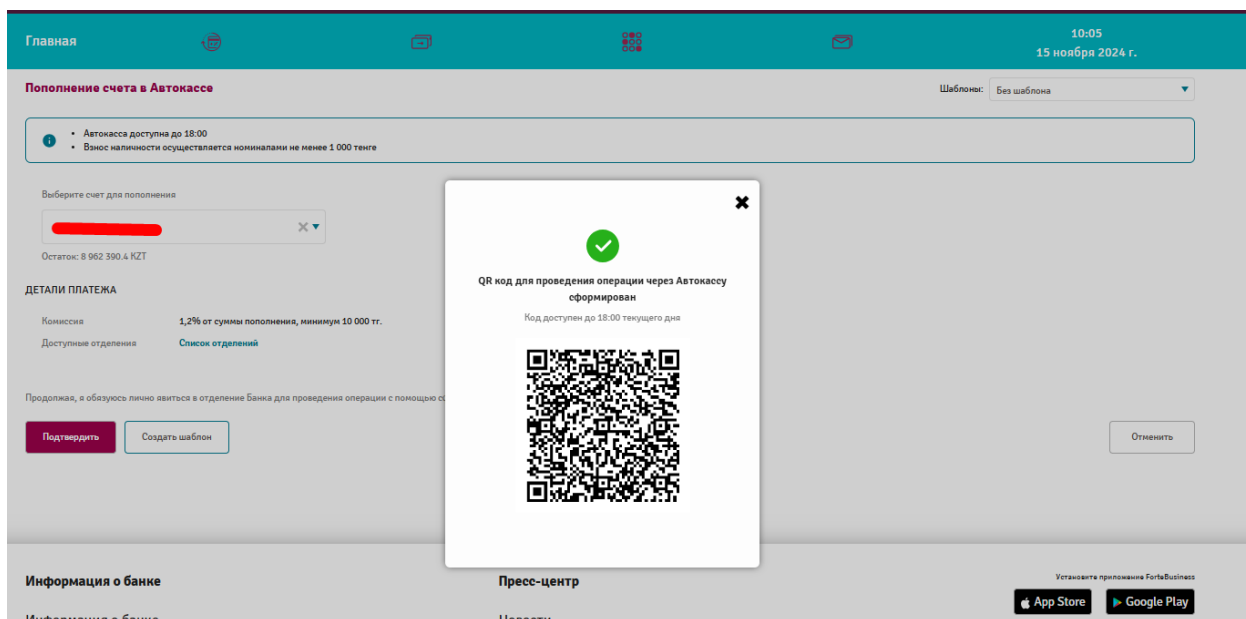 Главная
10:05
15 ноября 2024 г.
Пополнение счета в Автокассе
Шаблоны:
Без шаблона
• Автокасса доступна до 18:00
• Взнос наличности осуществляется номиналами не менее 1 000 тенге
Выберите счет для пополнения
Остаток: 8 962 390.4 KZT
ДЕТАЛИ ПЛАТЕЖА
Комиссия
1,2% от суммы пополнения, минимум 10 000 тг.
Доступные отделения
Список отделений
Продолжая, я обязуюсь лично явиться в отделение Банка для проведения операции с помощью
Подтвердить
Создать шаблон
Отменить
QR код для проведения операции через Автокассу
сформирован
Код доступен до 18:00 текущего дня
Информация о банке
Пресс-центр
Установите приложение ForteBusiness
App Store
Google Play
Информация о банке
Новости